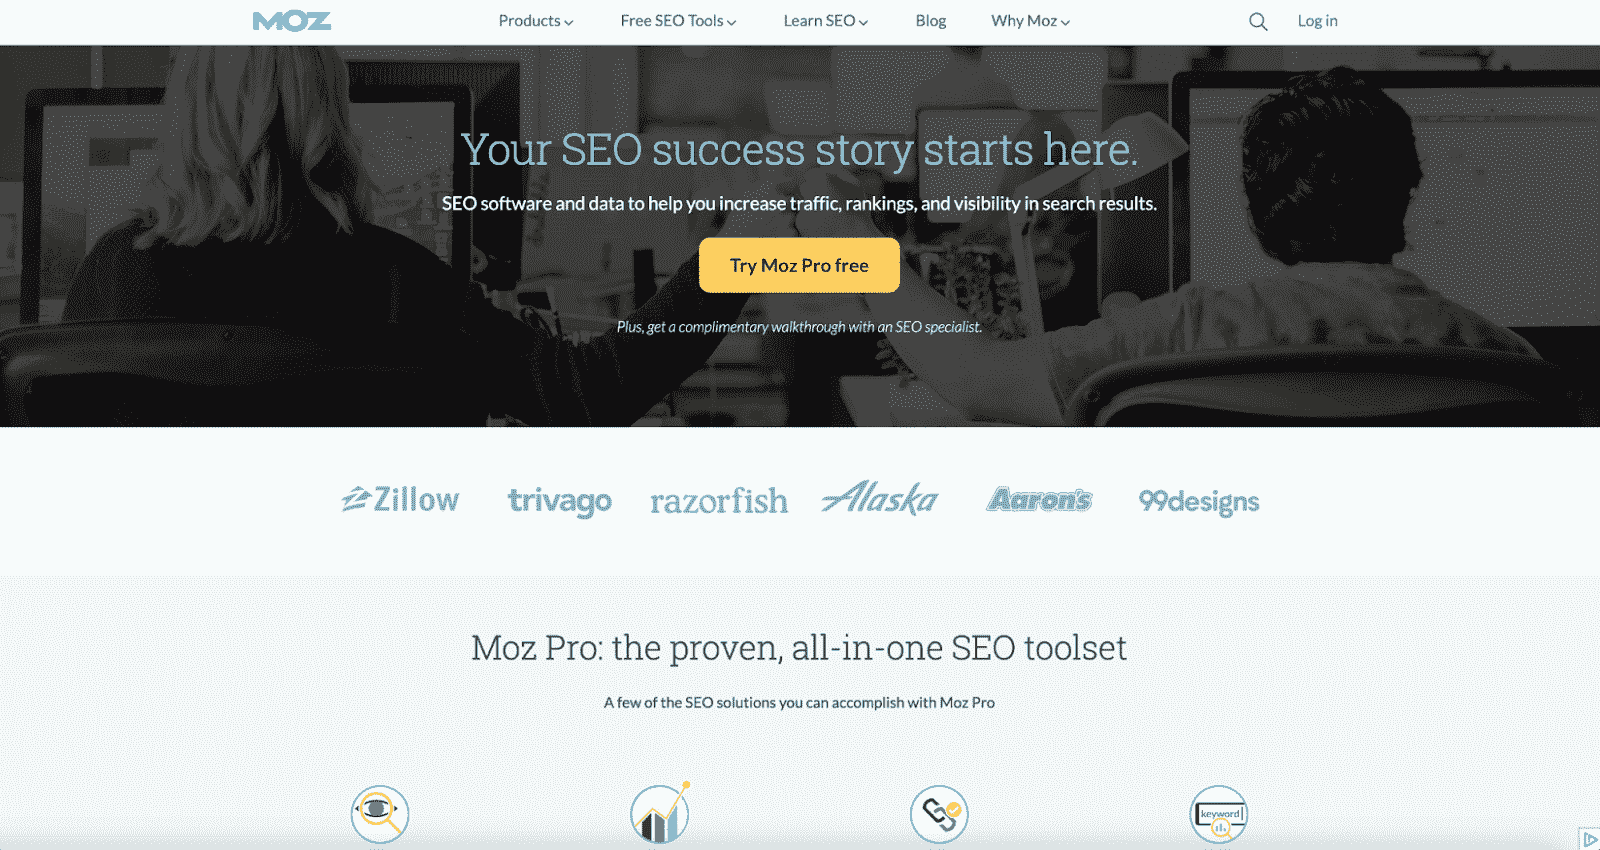 MOZ
Products
Free SEO Tools
Learn SEO
Blog
Why Moz
Log in
Your SEO success story starts here.
SEO software and data to help you increase traffic, rankings, and visibility in search results.
Try Moz Pro free
Plus, get a complimentary walkthrough with an SEO specialist.
Zillow
trivago
razorfish
Alaska
Aaron's
99designs
Moz Pro: the proven, all-in-one SEO toolset
A few of the SEO solutions you can accomplish with Moz Pro
keyword